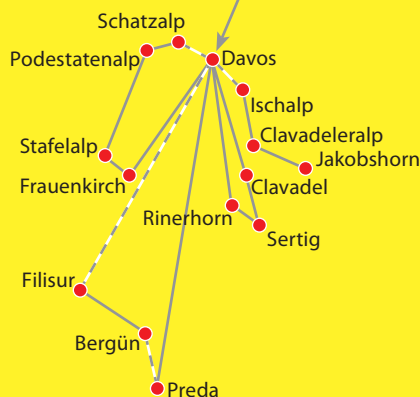 Schatzalp
Podestatenalp
Davos
Ischalp
Clavadeleralp
Stafelalp
Jakobshorn
Frauenkirch
Clavadel
Rinerhorn
Sertig
Filisur
Bergün
Preda